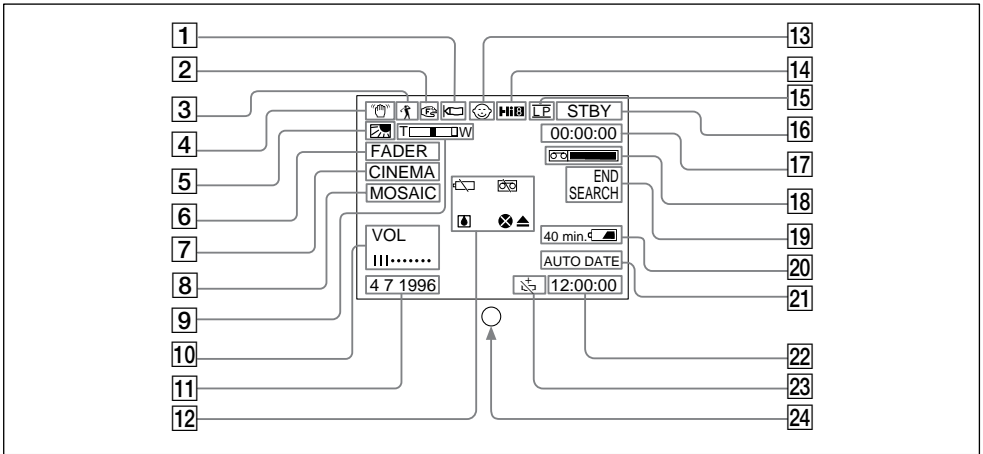 1
2
3
4
5
6
7
8
9
10
11
12
13
14
15
16
17
18
19
20
21
22
23
24
Hi8 LP STBY
T W 00:00:00
FADER
CINEMA
MOSAIC
END
SEARCH
VOL
40 min.
AUTO DATE
4 7 1996
12:00:00